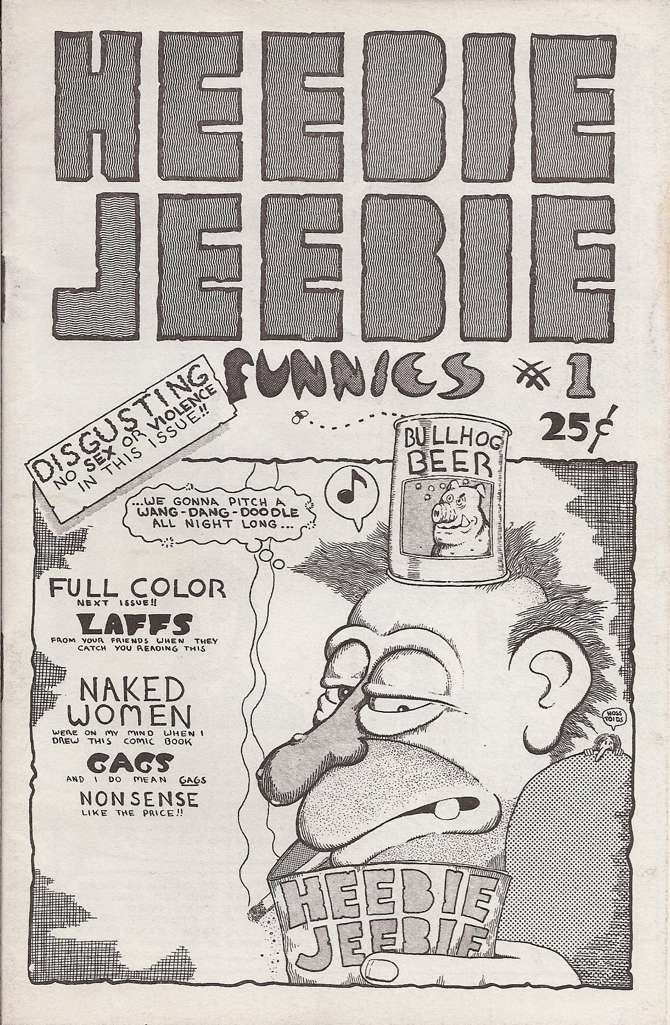 HEEBIE
JEEBIE
FUNNIES #1
25¢
DISGUSTING
NO SEX OR VIOLENCE
IN THIS ISSUE!!
BULLHOG
BEER
...WE GONNA PITCH A
WANG-DANG-DOODLE
ALL NIGHT LONG...
FULL COLOR
NEXT ISSUE!!
LAFFS
FROM YOUR FRIENDS WHEN THEY
CATCH YOU READING THIS
NAKED
WOMEN
WERE ON MY MIND WHEN I
DREW THIS COMIC BOOK
GAGS
AND I DO MEAN GAGS
NONSENSE
LIKE THE PRICE!!
HOSS
TOIDS
HEEBIE
JEEBIE